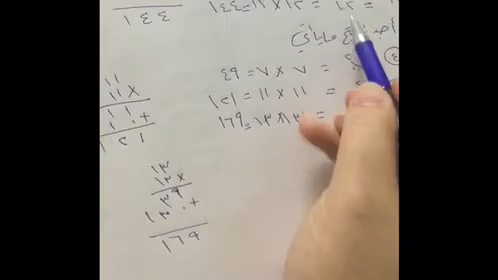 ١٤٤ = ١٢ × ١٢ = ١٢ =
٤٩ = ٧ × ٧ =
١٢١ = ١١ × ١١ =
١٦٩ = ١٣ × ١٣ =
١٤٤
١١
١١ ×
١١
١١٠ +
١٢١
١٣
١٣ ×
٣٩
١٣٠ +
١٦٩